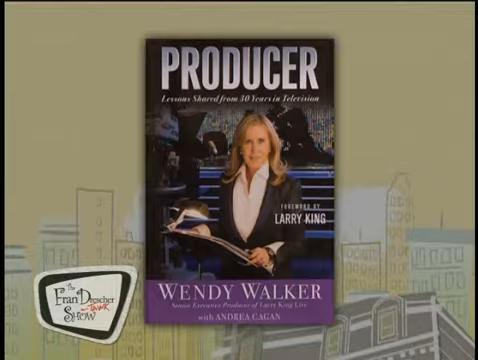 PRODUCER
Lessons Shared from 30 Years in Television
FOREWORD BY
LARRY KING
WENDY WALKER
Senior Executive Producer of Larry King Live
with ANDREA CAGAN
The
Fran Drescher
TAWK
SHOW